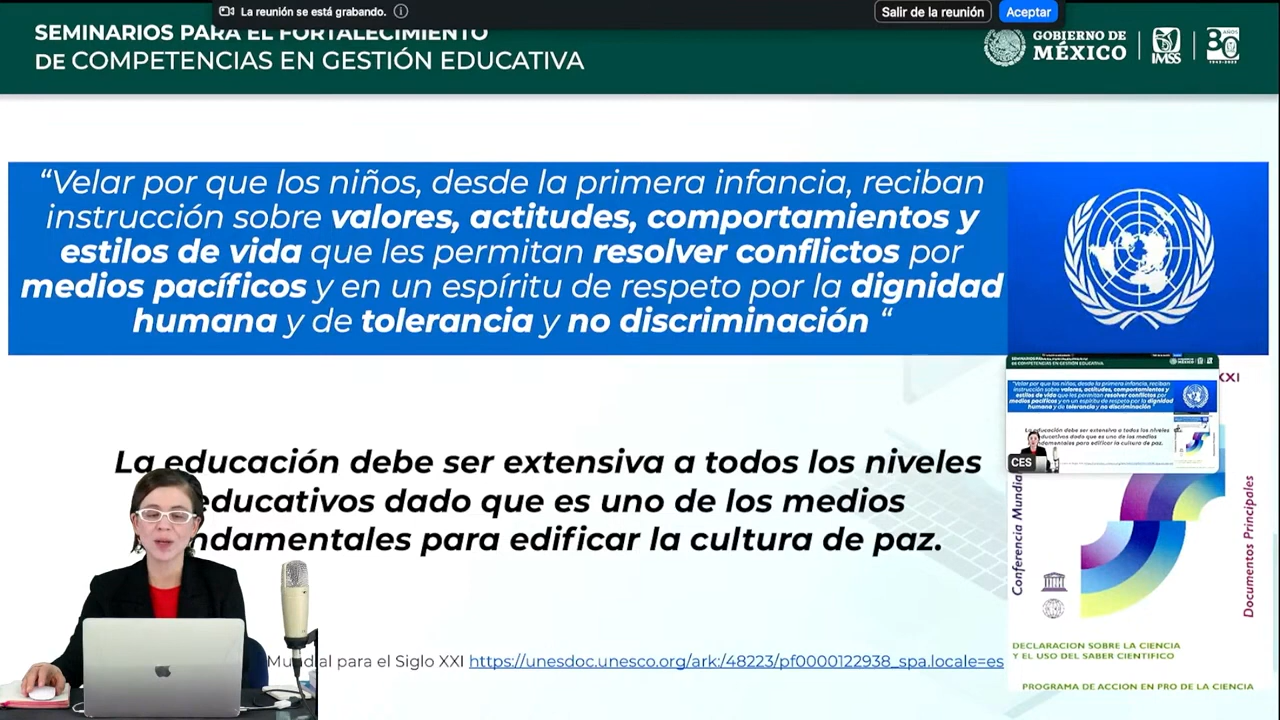 La reunión se está grabando.
Salir de la reunión
Aceptar
SEMINARIOS PARA EL FORTALECIMIENTO
DE COMPETENCIAS EN GESTIÓN EDUCATIVA
GOBIERNO DE
MÉXICO
IMSS
“Velar por que los niños, desde la primera infancia, reciban
instrucción sobre valores, actitudes, comportamientos y
estilos de vida que les permitan resolver conflictos por
medios pacíficos y en un espíritu de respeto por la dignidad
humana y de tolerancia y no discriminación “
XXI
CES
La educación debe ser extensiva a todos los niveles
educativos dado que es uno de los medios
fundamentales para edificar la cultura de paz.
Conferencia Mundia
Documentos Principales
DECLARACION SOBRE LA CIENCIA
Y EL USO DEL SABER CIENTIFICO
PROGRAMA DE ACCION EN PRO DE LA CIENCIA
Mundial para el Siglo XXI https://unesdoc.unesco.org/ark:/48223/pf0000122938_spa.locale=es